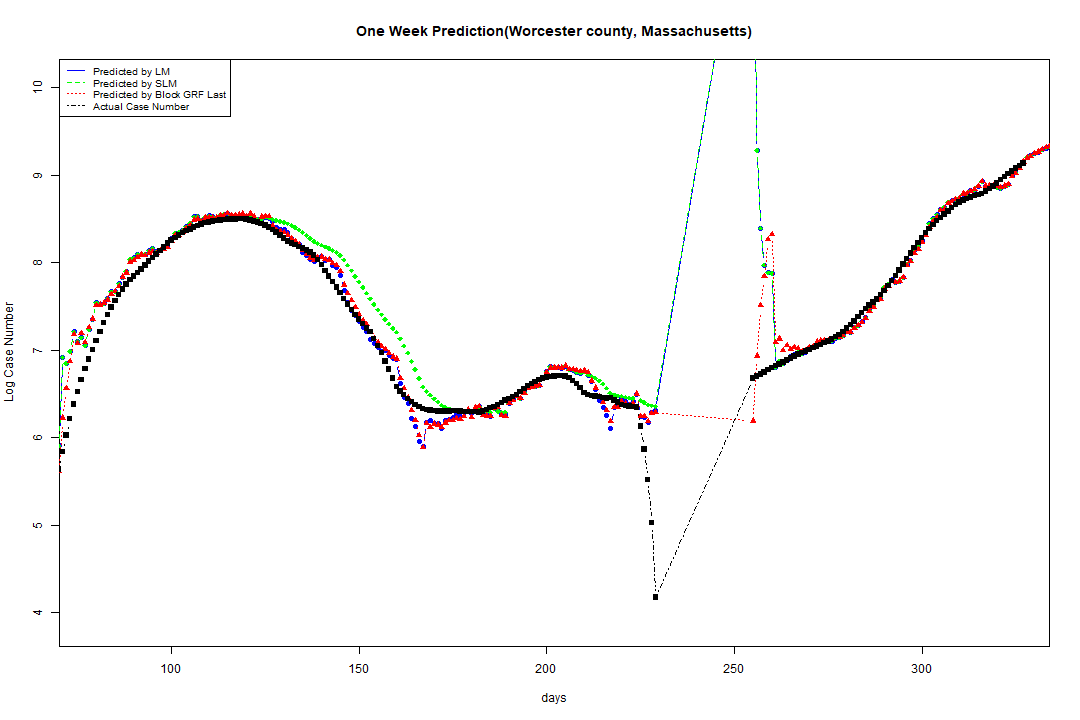 One Week Prediction(Worcester county, Massachusetts)
Predicted by LM
Predicted by SLM
Predicted by Block GRF Last
Actual Case Number
10
9
8
7
6
5
4
Log Case Number
100 150 200 250 300
days